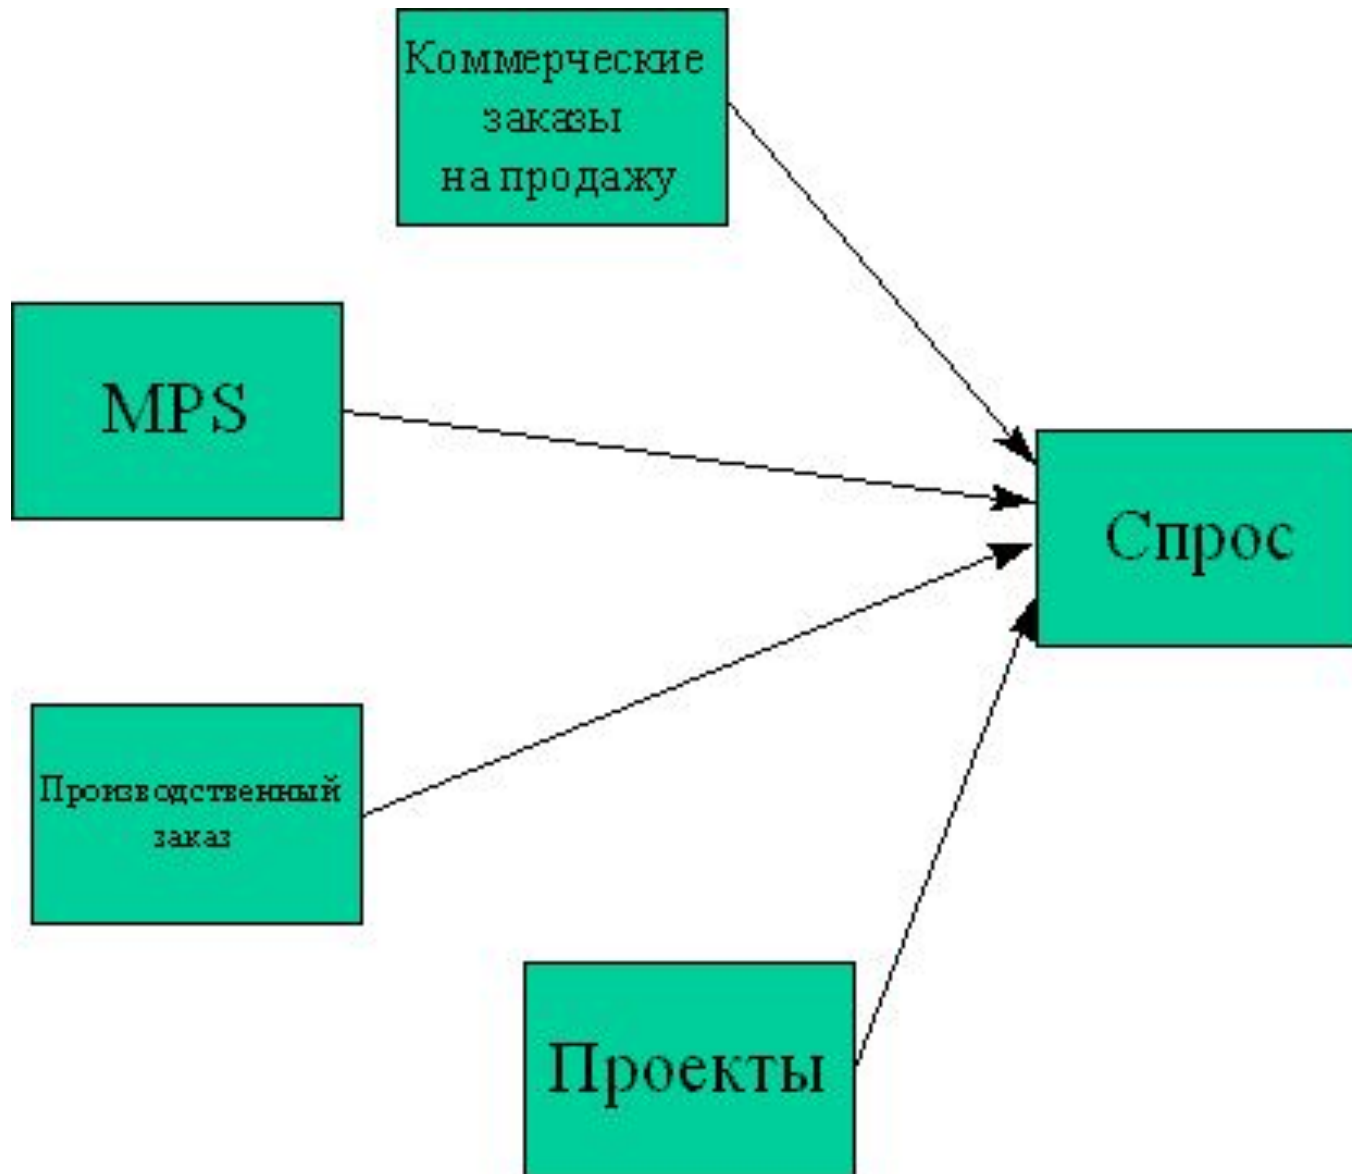 Коммерческие
заказы
на продажу
MPS
Спрос
Производственный
заказ
Проекты